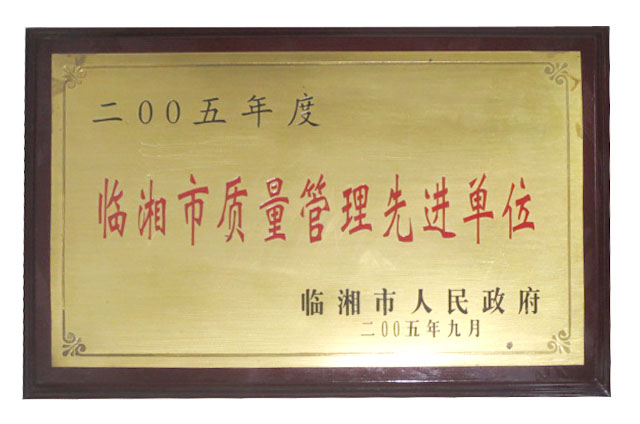 二00五年度
临湘市质量管理先进单位
临湘市人民政府
二00五年九月